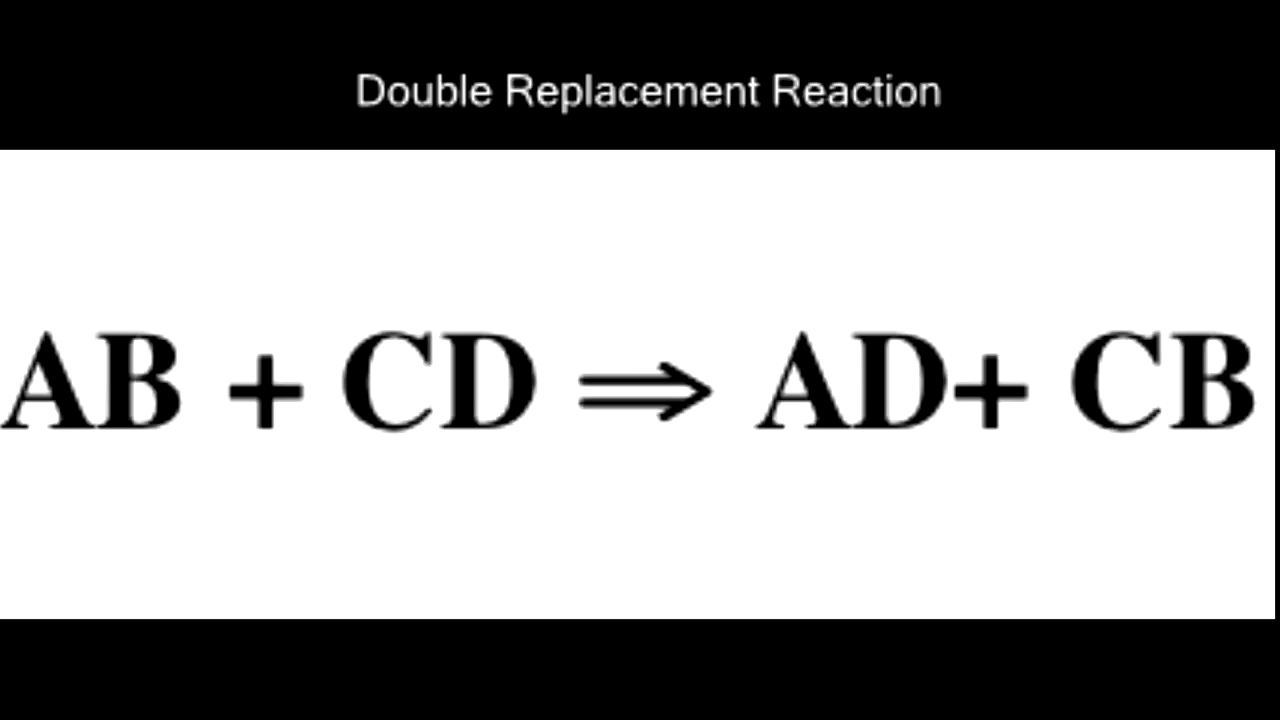 Double Replacement Reaction
AB + CD ⇒ AD+ CB